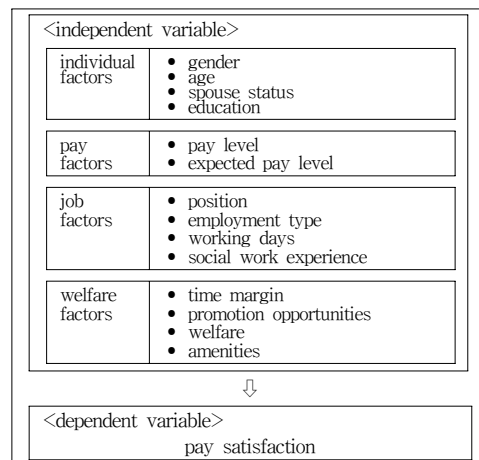 <independent variable>
individual factors
• gender
• age
• spouse status
• education
pay factors
• pay level
• expected pay level
job factors
• position
• employment type
• working days
• social work experience
welfare factors
• time margin
• promotion opportunities
• welfare
• amenities
⇩
<dependent variable>
pay satisfaction